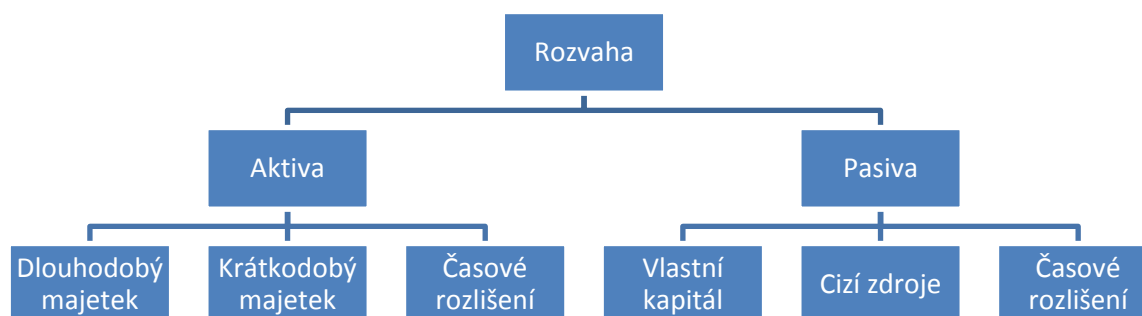 Rozvaha
Aktiva
Pasiva
Dlouhodobý
majetek
Krátkodobý
majetek
Časové
rozlišení
Vlastní
kapitál
Cizí zdroje
Časové
rozlišení